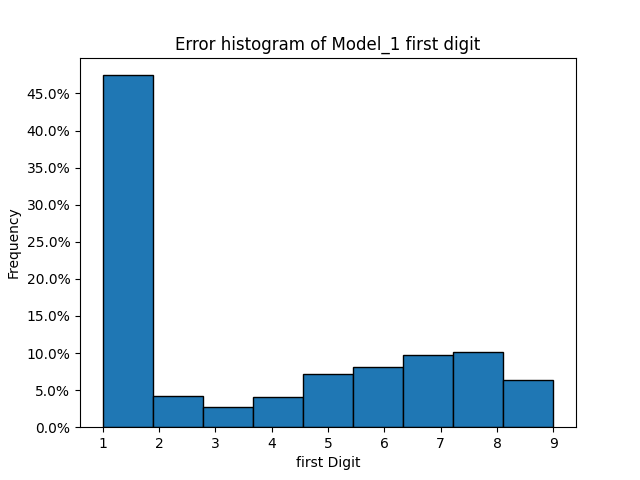 Error histogram of Model_1 first digit
Frequency
45.0%
40.0%
35.0%
30.0%
25.0%
20.0%
15.0%
10.0%
5.0%
0.0%
1 2 3 4 5 6 7 8 9
first Digit